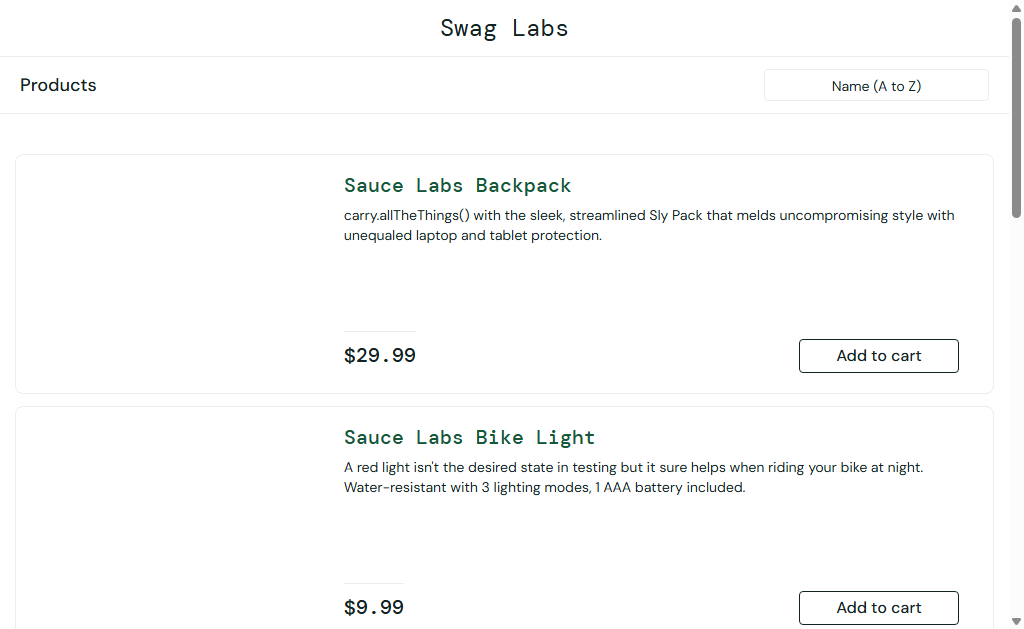 Swag Labs
Products
Name (A to Z)
Sauce Labs Backpack
carry.allTheThings() with the sleek, streamlined Sly Pack that melds uncompromising style with
unequaled laptop and tablet protection.
$29.99
Add to cart
Sauce Labs Bike Light
A red light isn't the desired state in testing but it sure helps when riding your bike at night.
Water-resistant with 3 lighting modes, 1 AAA battery included.
$9.99
Add to cart